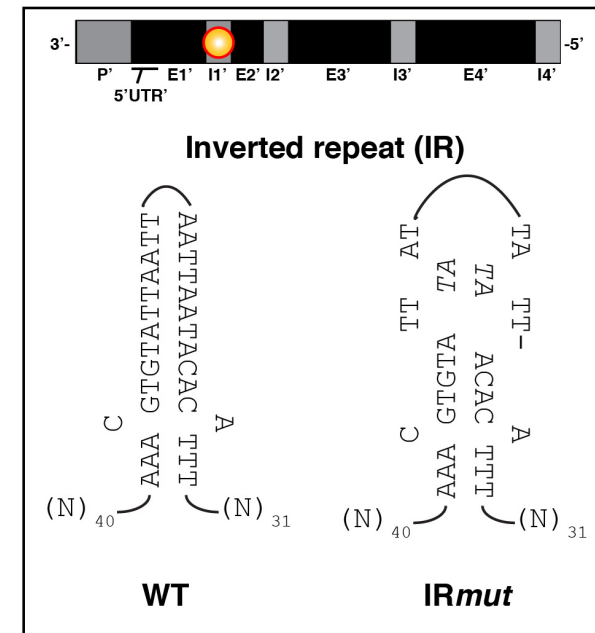 3'-
-5'
P' E1' I1' E2' I2' E3' I3' E4' I4'
5'UTR'
Inverted repeat (IR)
AAA GTGTATTAATT
C
AATTAATACAC TTT
A
(N) 40
(N) 31
WT
AAA GTGTA TA
C TT AT
TA ACAC TTT
TA TT- A
(N) 40
(N) 31
IRmut